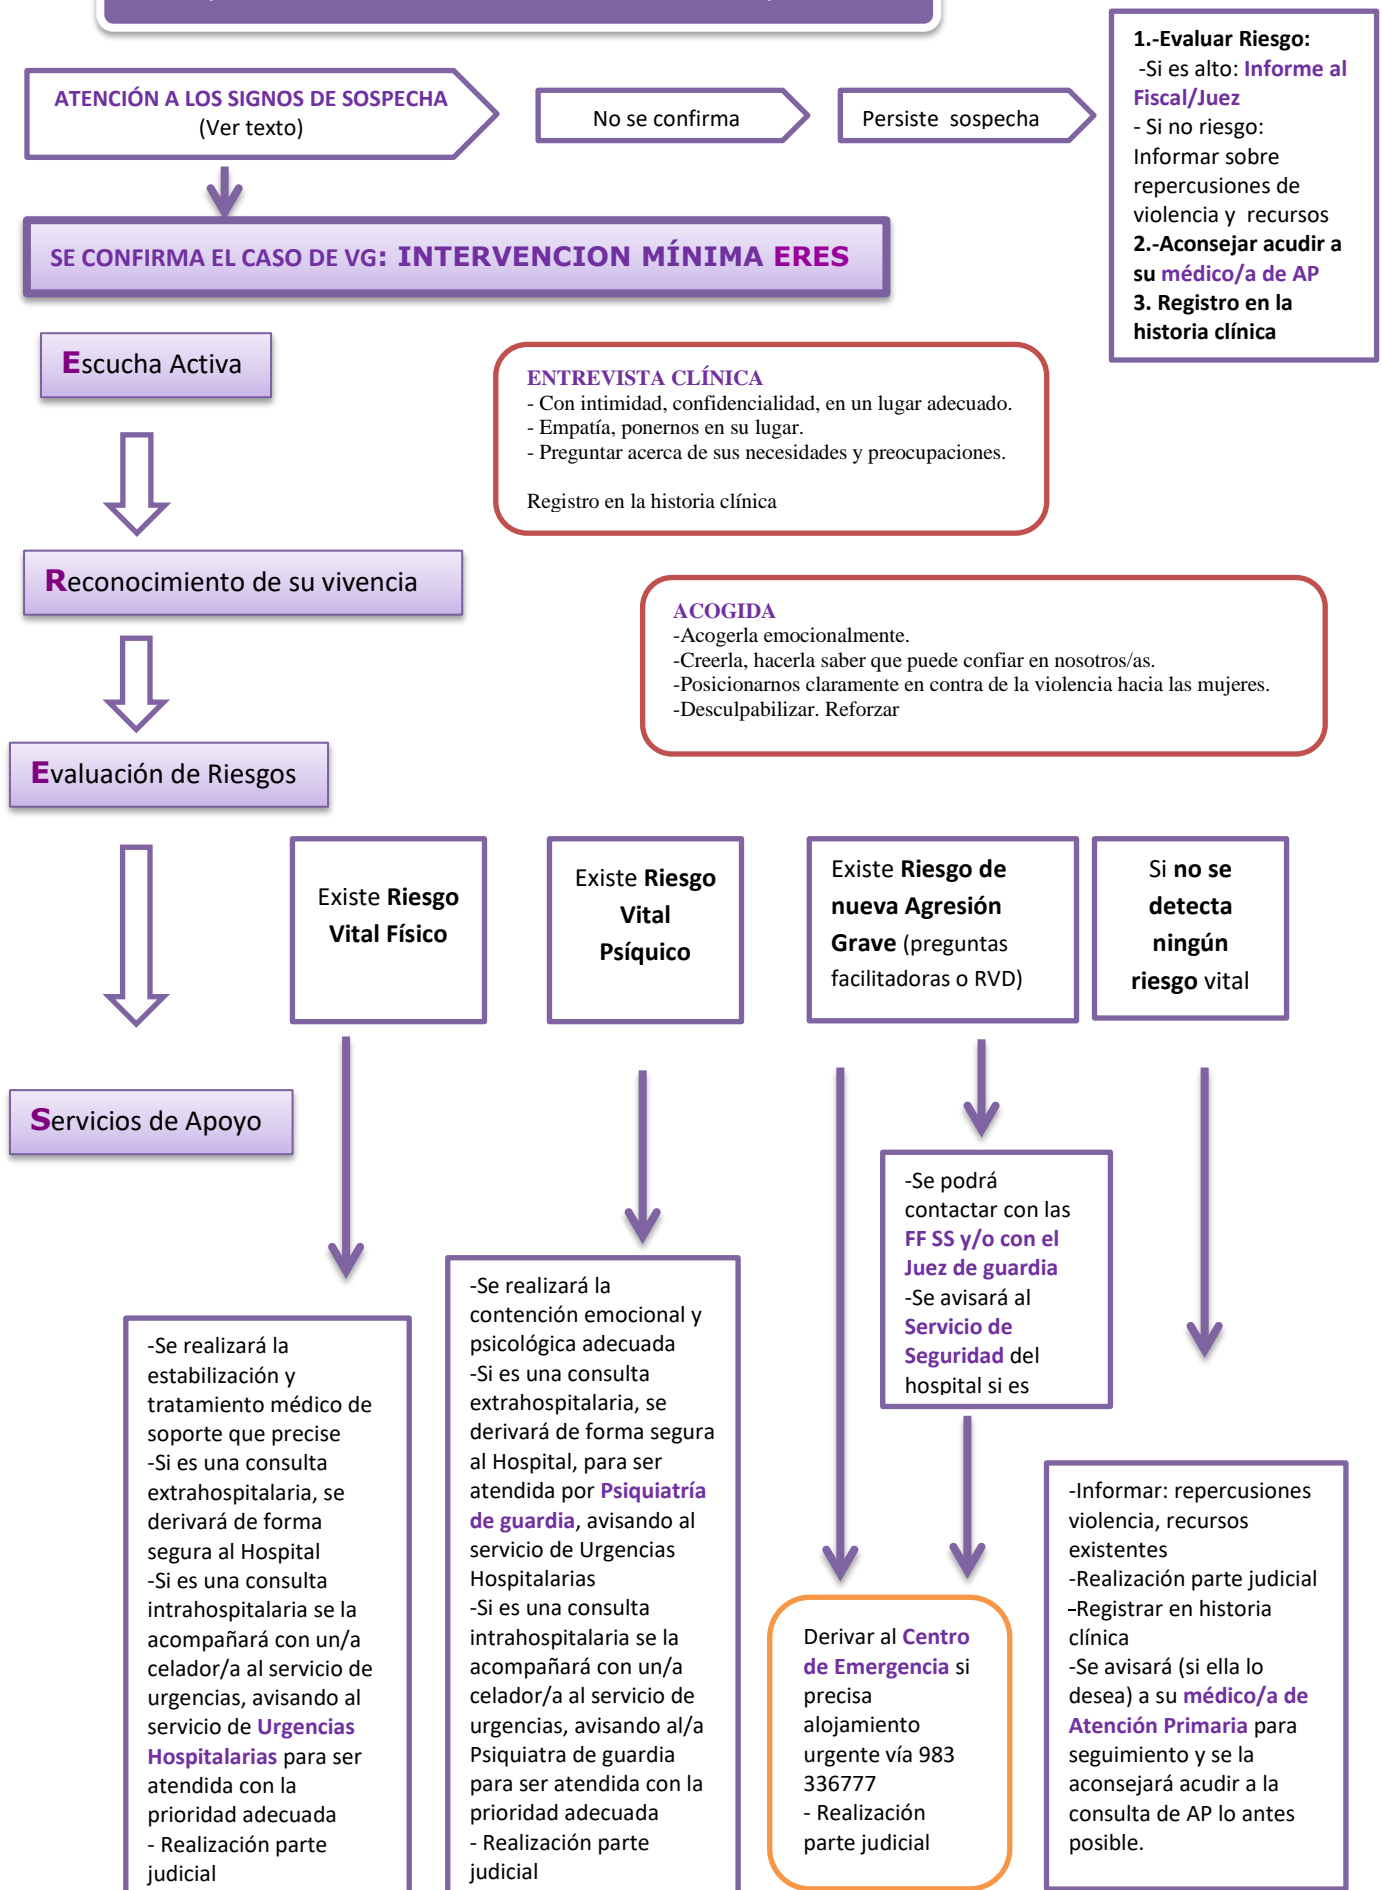 ATENCIÓN A LOS SIGNOS DE SOSPECHA
(Ver texto)
No se confirma
Persiste sospecha
1.-Evaluar Riesgo:
-Si es alto: Informe al
Fiscal/Juez
- Si no riesgo:
Informar sobre
repercusiones de
violencia y recursos
2.-Aconsejar acudir a
su médico/a de AP
3. Registro en la
historia clínica
SE CONFIRMA EL CASO DE VG: INTERVENCION MÍNIMA ERES
Escucha Activa
ENTREVISTA CLÍNICA
- Con intimidad, confidencialidad, en un lugar adecuado.
- Empatía, ponernos en su lugar.
- Preguntar acerca de sus necesidades y preocupaciones.
Registro en la historia clínica
Reconocimiento de su vivencia
ACOGIDA
-Acogerla emocionalmente.
-Creerla, hacerla saber que puede confiar en nosotros/as.
-Posicionarnos claramente en contra de la violencia hacia las mujeres.
-Desculpabilizar. Reforzar
Evaluación de Riesgos
Existe Riesgo
Vital Físico
Existe Riesgo
Vital
Psíquico
Existe Riesgo de
nueva Agresión
Grave (preguntas
facilitadoras o RVD)
Si no se
detecta
ningún
riesgo vital
Servicios de Apoyo
-Se realizará la
estabilización y
tratamiento médico de
soporte que precise
-Si es una consulta
extrahospitalaria, se
derivará de forma
segura al Hospital
-Si es una consulta
intrahospitalaria se la
acompañará con un/a
celador/a al servicio de
urgencias, avisando al
servicio de Urgencias
Hospitalarias para ser
atendida con la
prioridad adecuada
- Realización parte
judicial
-Se realizará la
contención emocional y
psicológica adecuada
-Si es una consulta
extrahospitalaria, se
derivará de forma segura
al Hospital, para ser
atendida por Psiquiatría
de guardia, avisando al
servicio de Urgencias
Hospitalarias
-Si es una consulta
intrahospitalaria se la
acompañará con un/a
celador/a al servicio de
urgencias, avisando al/a
Psiquiatra de guardia
para ser atendida con la
prioridad adecuada
- Realización parte
judicial
-Se podrá
contactar con las
FF SS y/o con el
Juez de guardia
-Se avisará al
Servicio de
Seguridad del
hospital si es
Derivar al Centro
de Emergencia si
precisa
alojamiento
urgente vía 983
336777
- Realización
parte judicial
-Informar: repercusiones
violencia, recursos
existentes
-Realización parte judicial
-Registrar en historia
clínica
-Se avisará (si ella lo
desea) a su médico/a de
Atención Primaria para
seguimiento y se la
aconsejará acudir a la
consulta de AP lo antes
posible.